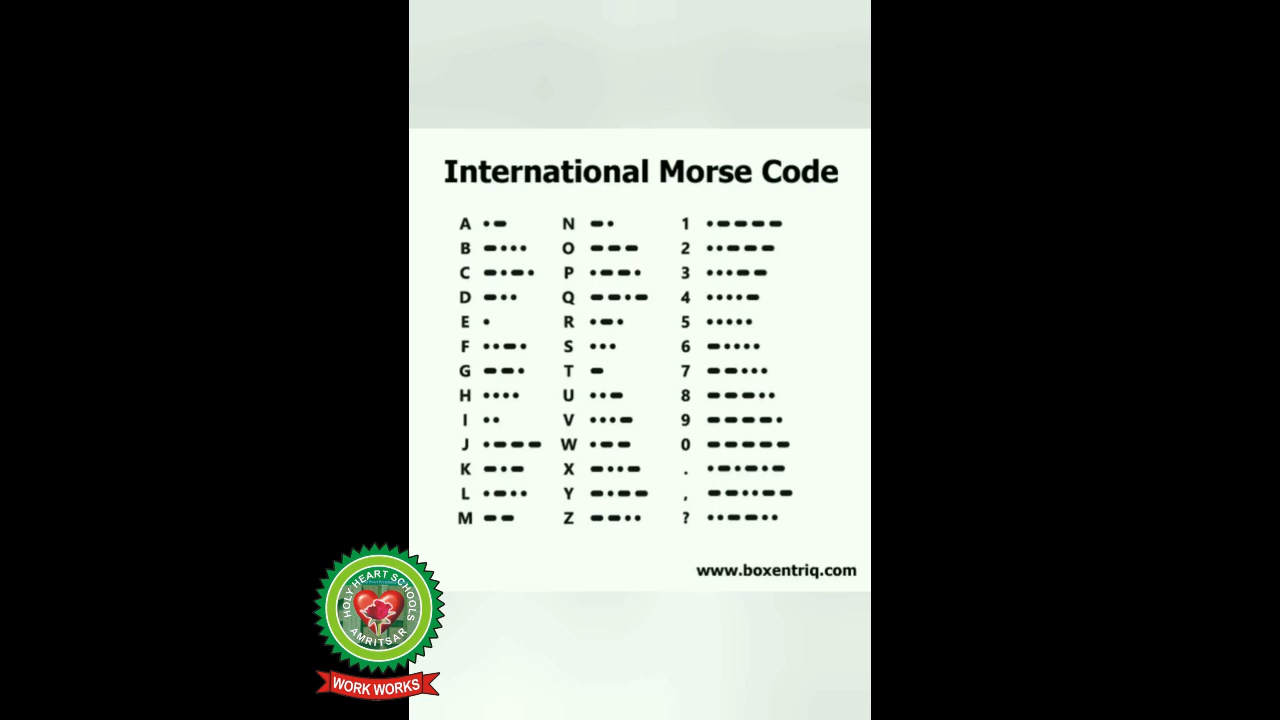 International Morse Code
A •− N −• 1 •−−−−
B −••• O −−− 2 ••−−−
C −•−• P •−−• 3 •••−−
D −•• Q −−•− 4 ••••−
E • R •−• 5 •••••
F ••−• S ••• 6 −••••
G −−• T − 7 −−•••
H •••• U ••− 8 −−−••
I •• V •••− 9 −−−−•
J •−−− W •−− 0 −−−−−
K −•− X −••− . •−•−•−
L •−•• Y −•−− , −−••−−
M −− Z −−•• ? ••−−••
www.boxentriq.com
HOLY HEART SCHOOLS
AMRITSAR
WORK WORKS